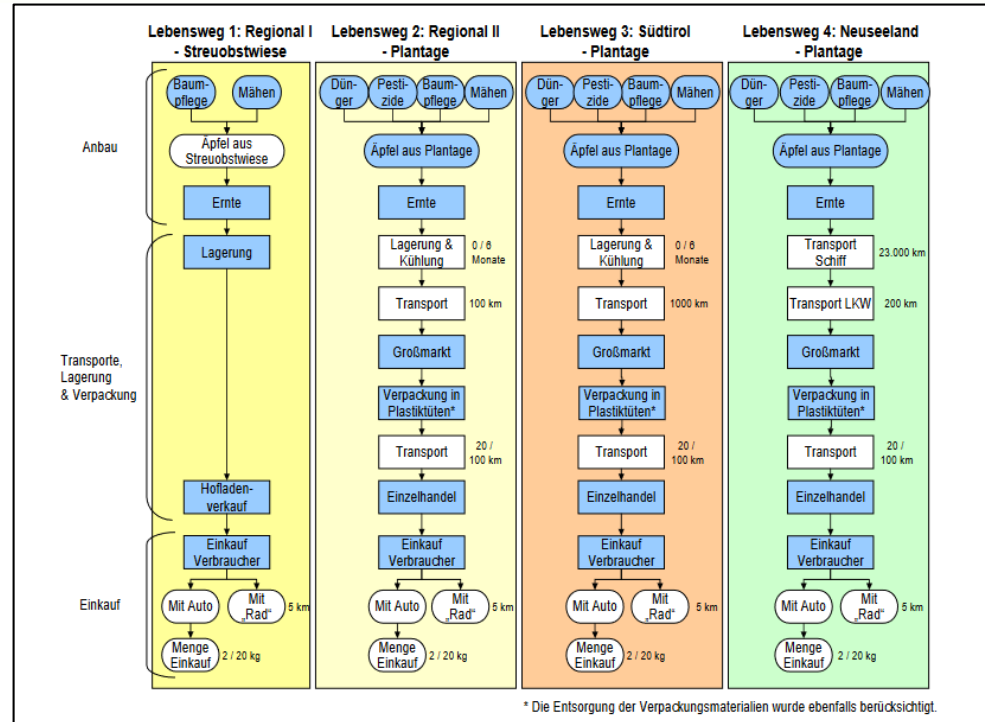 Lebensweg 1: Regional I
- Streuobstwiese
Lebensweg 2: Regional II
- Plantage
Lebensweg 3: Südtirol
- Plantage
Lebensweg 4: Neuseeland
- Plantage
Anbau
Transporte,
Lagerung
& Verpackung
Einkauf
Baum-
pflege
Mähen
Äpfel aus
Streuobstwiese
Ernte
Lagerung
Hofladen-
verkauf
Einkauf
Verbraucher
Mit Auto
Mit
„Rad“
5 km
Menge
Einkauf
2 / 20 kg
Dün-
ger
Pesti-
zide
Baum-
pflege
Mähen
Äpfel aus Plantage
Ernte
Lagerung &
Kühlung
0 / 6
Monate
Transport
100 km
Großmarkt
Verpackung in
Plastiktüten*
Transport
20 /
100 km
Einzelhandel
Einkauf
Verbraucher
Mit Auto
Mit
„Rad“
5 km
Menge
Einkauf
2 / 20 kg
Dün-
ger
Pesti-
zide
Baum-
pflege
Mähen
Äpfel aus Plantage
Ernte
Lagerung &
Kühlung
0 / 6
Monate
Transport
1000 km
Großmarkt
Verpackung in
Plastiktüten*
Transport
20 /
100 km
Einzelhandel
Einkauf
Verbraucher
Mit Auto
Mit
„Rad“
5 km
Menge
Einkauf
2 / 20 kg
Dün-
ger
Pesti-
zide
Baum-
pflege
Mähen
Äpfel aus Plantage
Ernte
Transport
Schiff
23.000 km
Transport LKW
200 km
Großmarkt
Verpackung in
Plastiktüten*
Transport
20 /
100 km
Einzelhandel
Einkauf
Verbraucher
Mit Auto
Mit
„Rad“
5 km
Menge
Einkauf
2 / 20 kg
* Die Entsorgung der Verpackungsmaterialien wurde ebenfalls berücksichtigt.